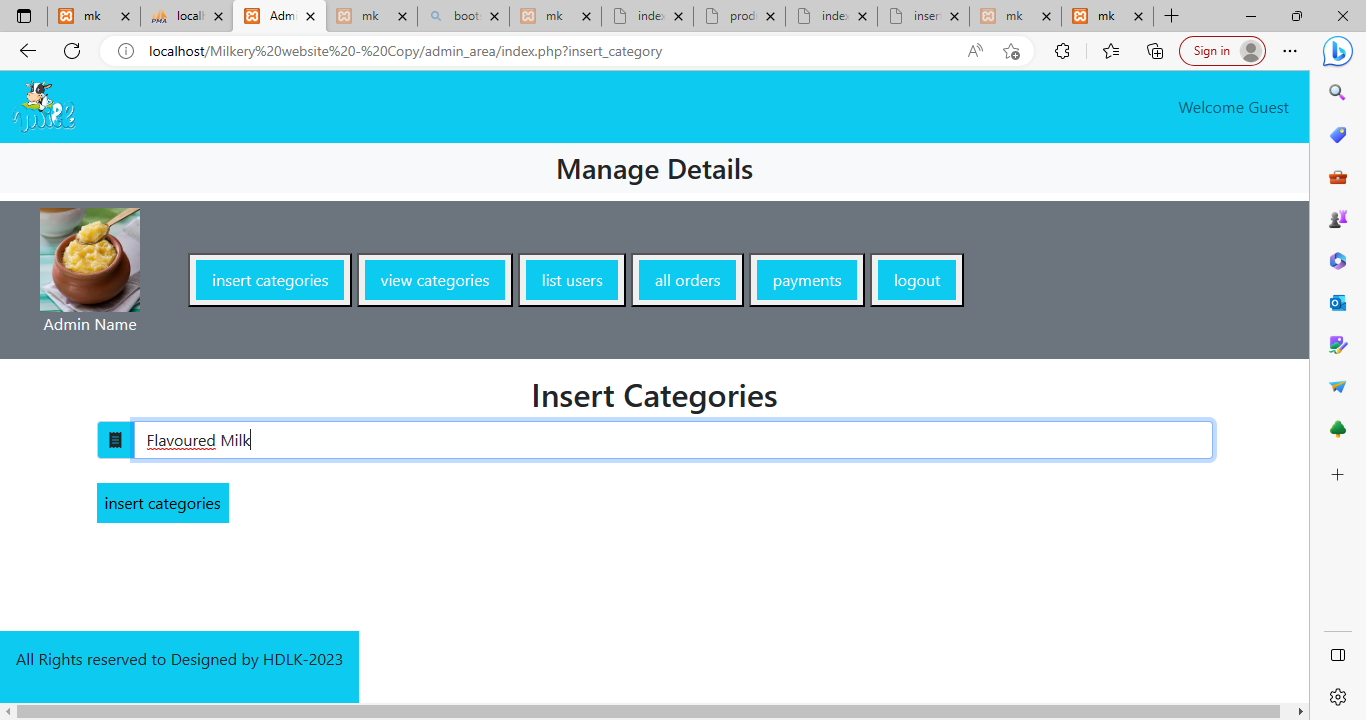 mk
localh
Admi
mk
boots
mk
index
prod
index
inser
mk
mk
localhost/Milkery%20website%20-%20Copy/admin_area/index.php?insert_category
Sign in
Welcome Guest
Manage Details
Admin Name
insert categories
view categories
list users
all orders
payments
logout
Insert Categories
Flavoured Milk
insert categories
All Rights reserved to Designed by HDLK-2023